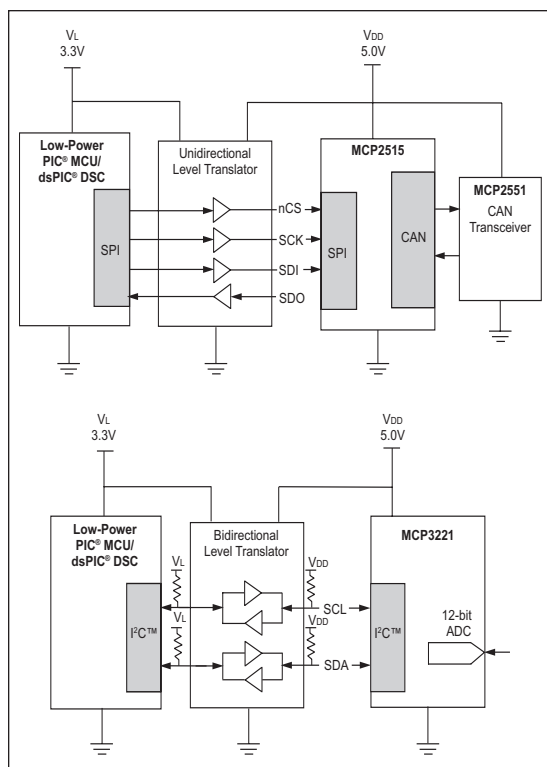 VL
3.3V
VDD
5.0V
Low-Power
PIC® MCU/
dsPIC® DSC
SPI
Unidirectional
Level Translator
nCS
SCK
SDI
SDO
MCP2515
SPI
CAN
MCP2551
CAN
Transceiver
VL
3.3V
VDD
5.0V
Low-Power
PIC® MCU/
dsPIC® DSC
I²C™
VL
VL
Bidirectional
Level Translator
VDD
SCL
VDD
SDA
MCP3221
I²C™
12-bit
ADC